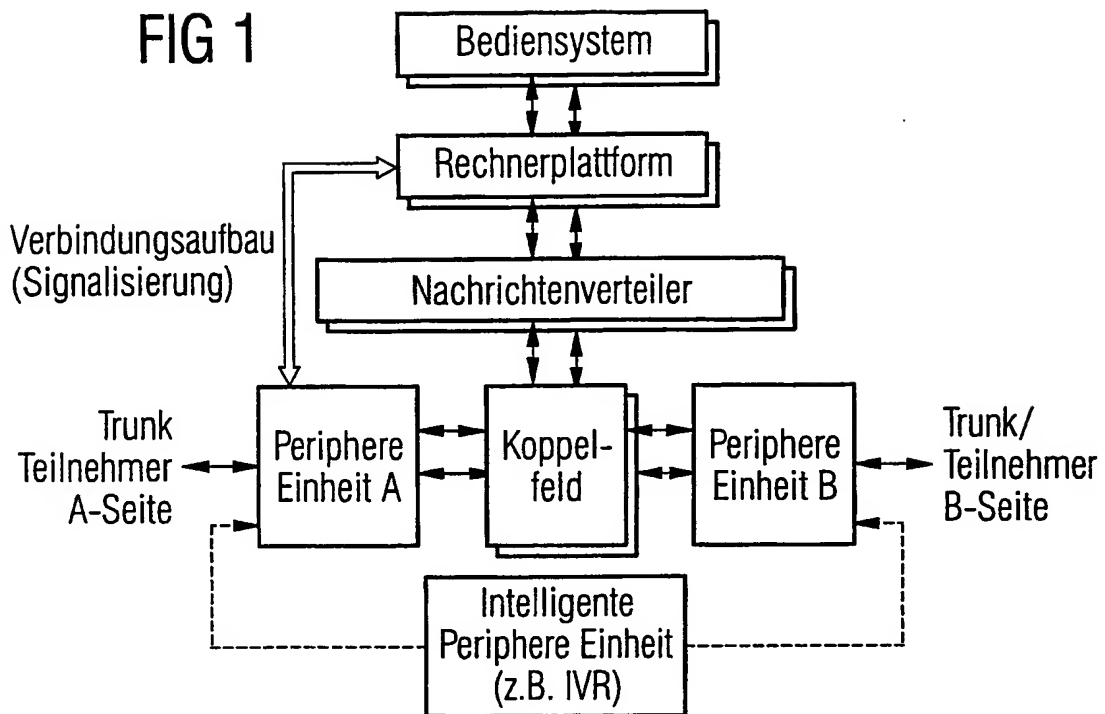 FIG 1
Bediensystem
Rechnerplattform
Verbindungsaufbau
(Signalisierung)
Nachrichtenverteiler
Trunk
Teilnehmer
A-Seite
Periphere
Einheit A
Koppel-
feld
Periphere
Einheit B
Trunk/
Teilnehmer
B-Seite
Intelligente
Periphere Einheit
(z.B. IVR)